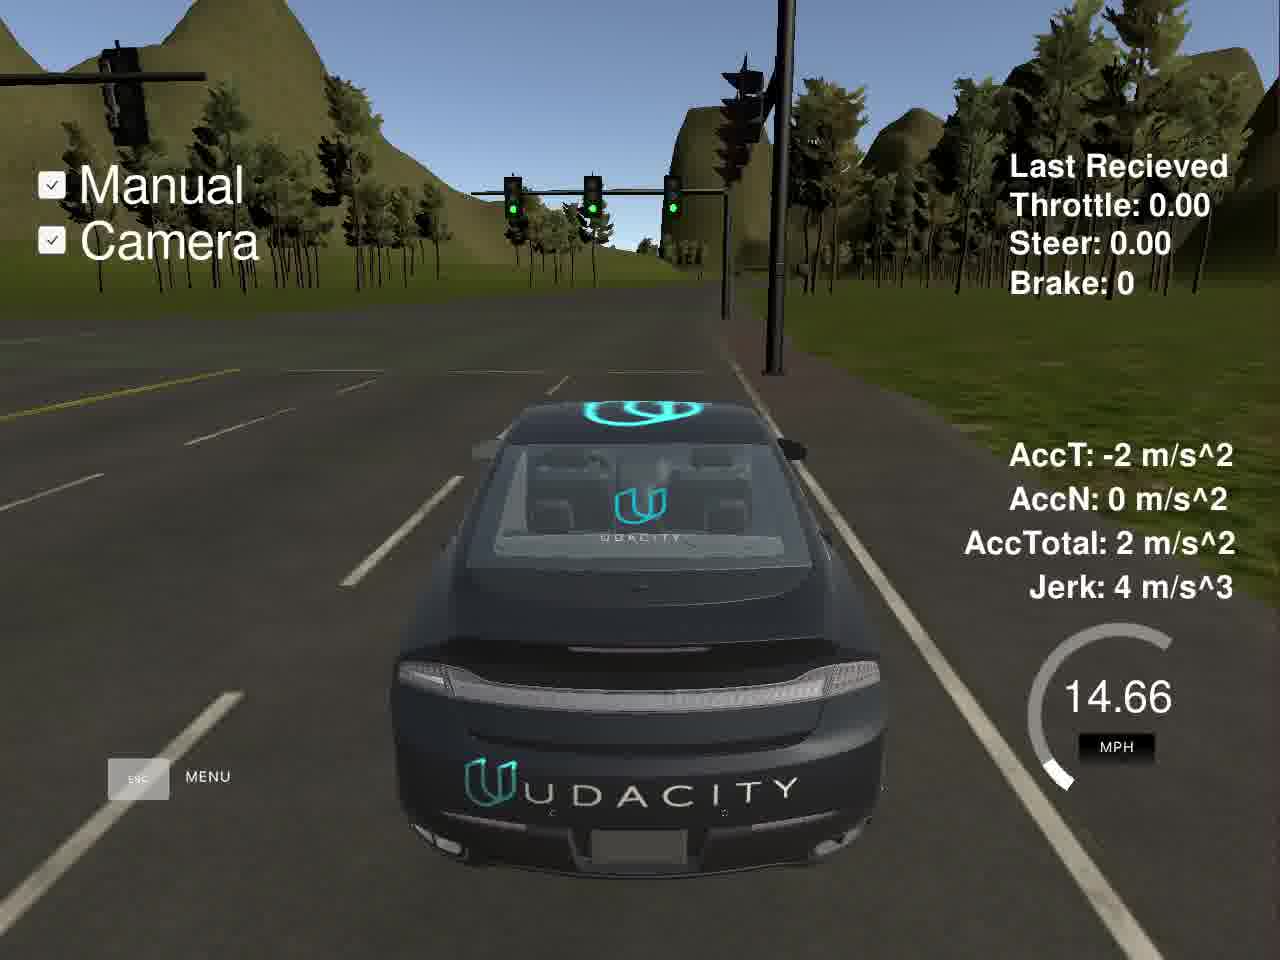 Manual
Camera
Last Recieved
Throttle: 0.00
Steer: 0.00
Brake: 0
AccT: -2 m/s^2
AccN: 0 m/s^2
AccTotal: 2 m/s^2
Jerk: 4 m/s^3
14.66
MPH
UDACITY
ESC
MENU
UDACITY